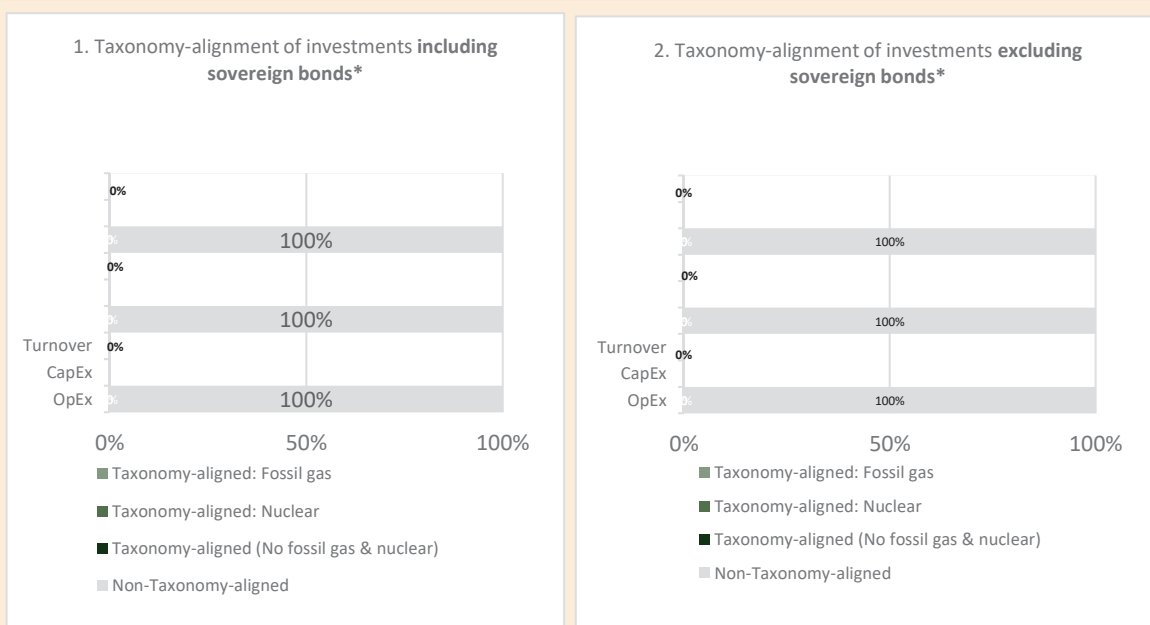 1. Taxonomy-alignment of investments including
sovereign bonds*
0%
100%
0%
100%
Turnover 0%
CapEx
OpEx 100%
0% 50% 100%
Taxonomy-aligned: Fossil gas
Taxonomy-aligned: Nuclear
Taxonomy-aligned (No fossil gas & nuclear)
Non-Taxonomy-aligned
2. Taxonomy-alignment of investments excluding
sovereign bonds*
0%
100%
0%
100%
Turnover 0%
CapEx
OpEx 100%
0% 50% 100%
Taxonomy-aligned: Fossil gas
Taxonomy-aligned: Nuclear
Taxonomy-aligned (No fossil gas & nuclear)
Non-Taxonomy-aligned